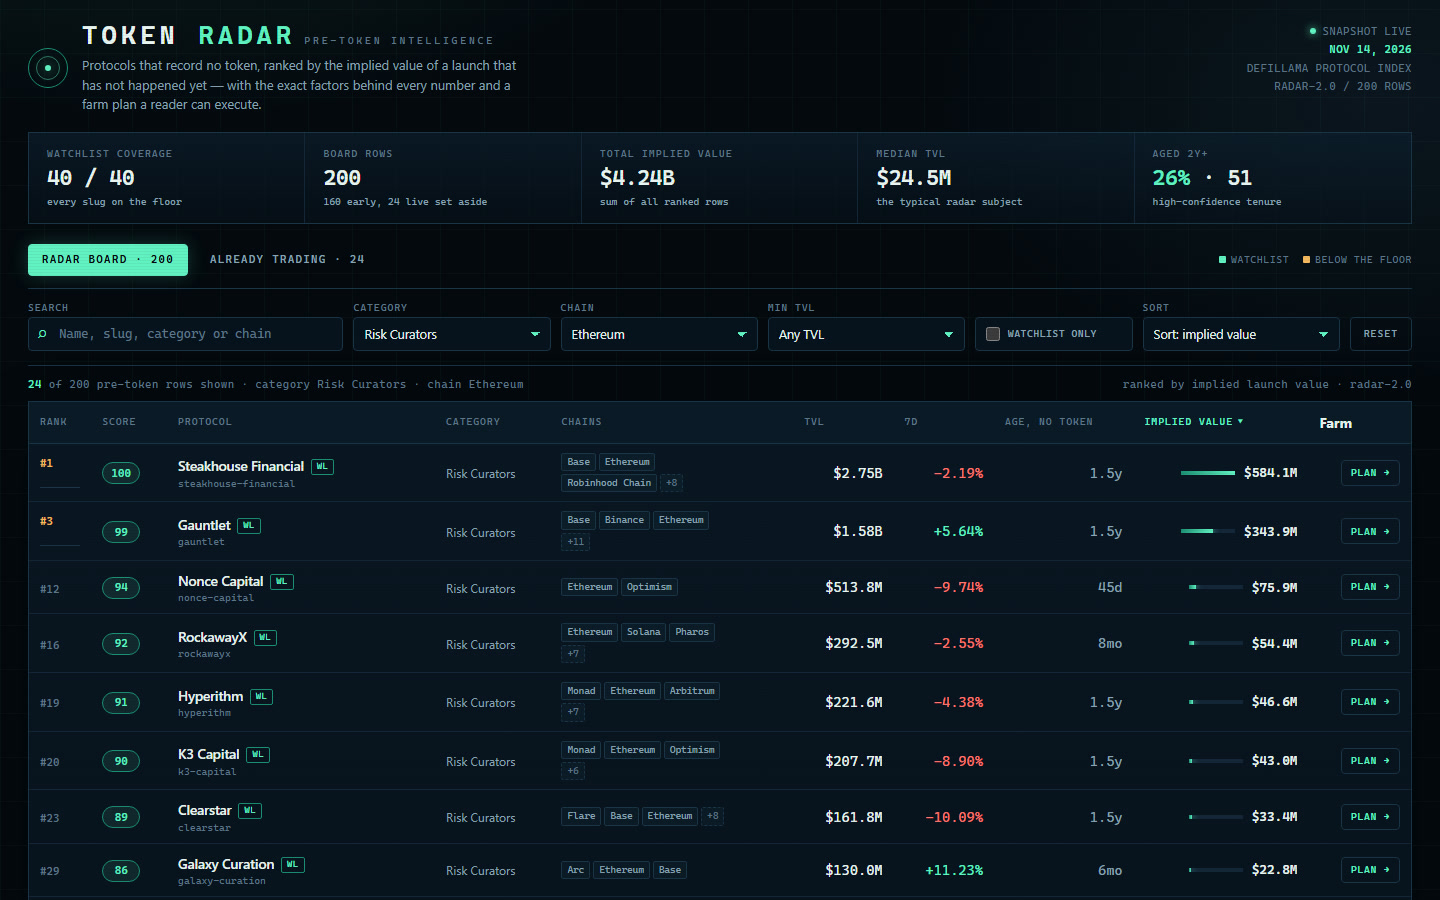 TOKEN RADAR PRE-TOKEN INTELLIGENCE
Protocols that record no token, ranked by the implied value of a launch that
has not happened yet — with the exact factors behind every number and a
farm plan a reader can execute.
SNAPSHOT LIVE
NOV 14, 2026
DEFILLAMA PROTOCOL INDEX
RADAR-2.0 / 200 ROWS
WATCHLIST COVERAGE
40 / 40
every slug on the floor
BOARD ROWS
200
160 early, 24 live set aside
TOTAL IMPLIED VALUE
$4.24B
sum of all ranked rows
MEDIAN TVL
$24.5M
the typical radar subject
AGED 2Y+
26% · 51
high-confidence tenure
RADAR BOARD · 200 ALREADY TRADING · 24
WATCHLIST BELOW THE FLOOR
SEARCH CATEGORY CHAIN MIN TVL SORT
Name, slug, category or chain Risk Curators Ethereum Any TVL WATCHLIST ONLY Sort: implied value RESET
24 of 200 pre-token rows shown · category Risk Curators · chain Ethereum
ranked by implied launch value · radar-2.0
RANK SCORE PROTOCOL CATEGORY CHAINS TVL 7D AGE, NO TOKEN IMPLIED VALUE ▼ Farm
#1 100 Steakhouse Financial WL Risk Curators Base Ethereum $2.75B −2.19% 1.5y $584.1M PLAN →
steakhouse-financial Robinhood Chain +8
#3 99 Gauntlet WL Risk Curators Base Binance Ethereum $1.58B +5.64% 1.5y $343.9M PLAN →
gauntlet +11
#12 94 Nonce Capital WL Risk Curators Ethereum Optimism $513.8M −9.74% 45d $75.9M PLAN →
nonce-capital
#16 92 RockawayX WL Risk Curators Ethereum Solana Pharos $292.5M −2.55% 8mo $54.4M PLAN →
rockawayx +7
#19 91 Hyperithm WL Risk Curators Monad Ethereum Arbitrum $221.6M −4.38% 1.5y $46.6M PLAN →
hyperithm +7
#20 90 K3 Capital WL Risk Curators Monad Ethereum Optimism $207.7M −8.90% 1.5y $43.0M PLAN →
k3-capital +6
#23 89 Clearstar WL Risk Curators Flare Base Ethereum +8 $161.8M −10.09% 1.5y $33.4M PLAN →
clearstar
#29 86 Galaxy Curation WL Risk Curators Arc Ethereum Base $130.0M +11.23% 6mo $22.8M PLAN →
galaxy-curation